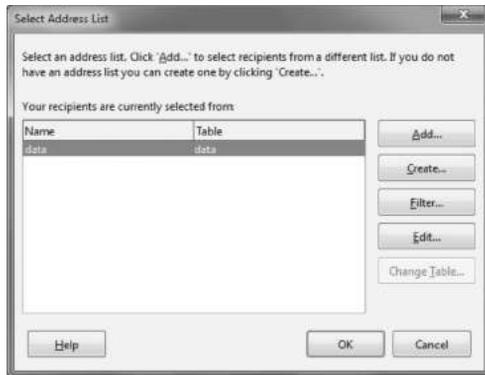 Select Address List
Select an address list. Click 'Add...' to select recipients from a different list. If you do not
have an address list you can create one by clicking 'Create...'.
Your recipients are currently selected from:
Name Table
data data
Add...
Create...
Filter...
Edit...
Change Table...
Help OK Cancel